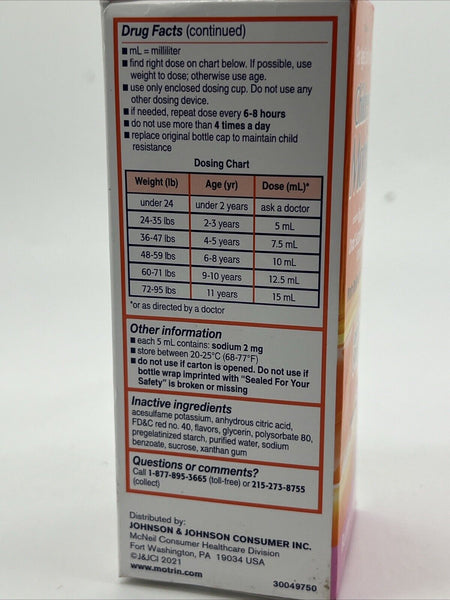 Drug Facts (continued)
■ mL = milliliter
■ find right dose on chart below. If possible, use
weight to dose; otherwise use age.
■ use only enclosed dosing cup. Do not use any
other dosing device.
■ if needed, repeat dose every 6-8 hours
■ do not use more than 4 times a day
■ replace original bottle cap to maintain child
resistance
Dosing Chart
Weight (lb) Age (yr) Dose (mL)*
under 24 under 2 years ask a doctor
24-35 lbs 2-3 years 5 mL
36-47 lbs 4-5 years 7.5 mL
48-59 lbs 6-8 years 10 mL
60-71 lbs 9-10 years 12.5 mL
72-95 lbs 11 years 15 mL
*or as directed by a doctor
Other information
■ each 5 mL contains: sodium 2 mg
■ store between 20-25°C (68-77°F)
■ do not use if carton is opened. Do not use if
bottle wrap imprinted with "Sealed For Your
Safety" is broken or missing
Inactive ingredients
acesulfame potassium, anhydrous citric acid,
FD&C red no. 40, flavors, glycerin, polysorbate 80,
pregelatinized starch, purified water, sodium
benzoate, sucrose, xanthan gum
Questions or comments?
Call 1-877-895-3665 (toll-free) or 215-273-8755
(collect)
Distributed by:
JOHNSON & JOHNSON CONSUMER INC.
McNeil Consumer Healthcare Division
Fort Washington, PA 19034 USA
©J&JCI 2021
www.motrin.com
30049750